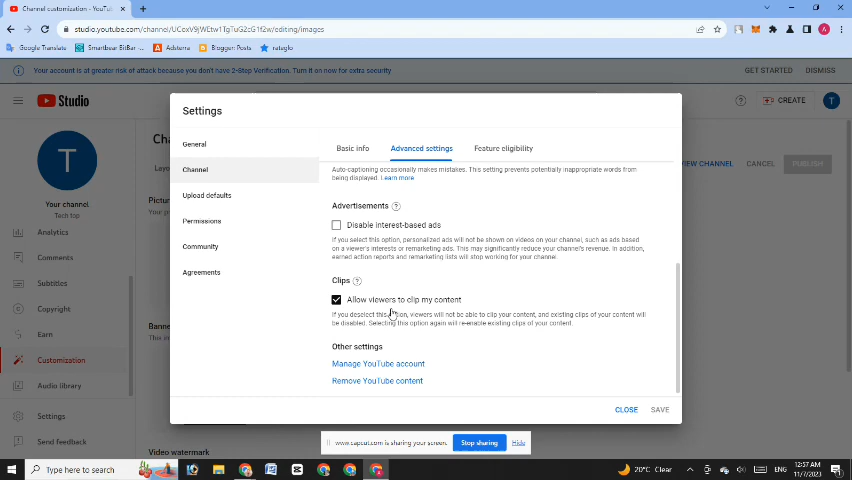 Channel customization - YouTube
studio.youtube.com/channel/UCoxV9jWEtw1TgTuG2cG1f2w/editing/images
Google Translate
Smartbear BitBar -...
Adsterra
Blogger: Posts
rataglo
Your account is at greater risk of attack because you don't have 2-Step Verification. Turn it on now for extra security
GET STARTED
DISMISS
Studio
CREATE
T
T
Your channel
Tech top
Analytics
Comments
Subtitles
Copyright
Earn
Customization
Audio library
Settings
Send feedback
Cha
Layo
VIEW CHANNEL
CANCEL
PUBLISH
Pictur
Banne
Video watermark
Settings
General
Channel
Upload defaults
Permissions
Community
Agreements
Basic info
Advanced settings
Feature eligibility
Auto-captioning occasionally makes mistakes. This setting prevents potentially inappropriate words from
being displayed. Learn more
Advertisements
Disable interest-based ads
If you select this option, personalized ads will not be shown on videos on your channel, such as ads based
on a viewer's interests or remarketing ads. This may significantly reduce your channel's revenue. In addition,
earned action reports and remarketing lists will stop working for your channel.
Clips
Allow viewers to clip my content
If you deselect this option, viewers will not be able to clip your content, and existing clips of your content will
be disabled. Selecting this option again will re-enable existing clips of your content.
Other settings
Manage YouTube account
Remove YouTube content
CLOSE
SAVE
www.capcut.com is sharing your screen.
Stop sharing
Hide
Type here to search
20°C Clear
ENG
12:57 AM
11/7/2023